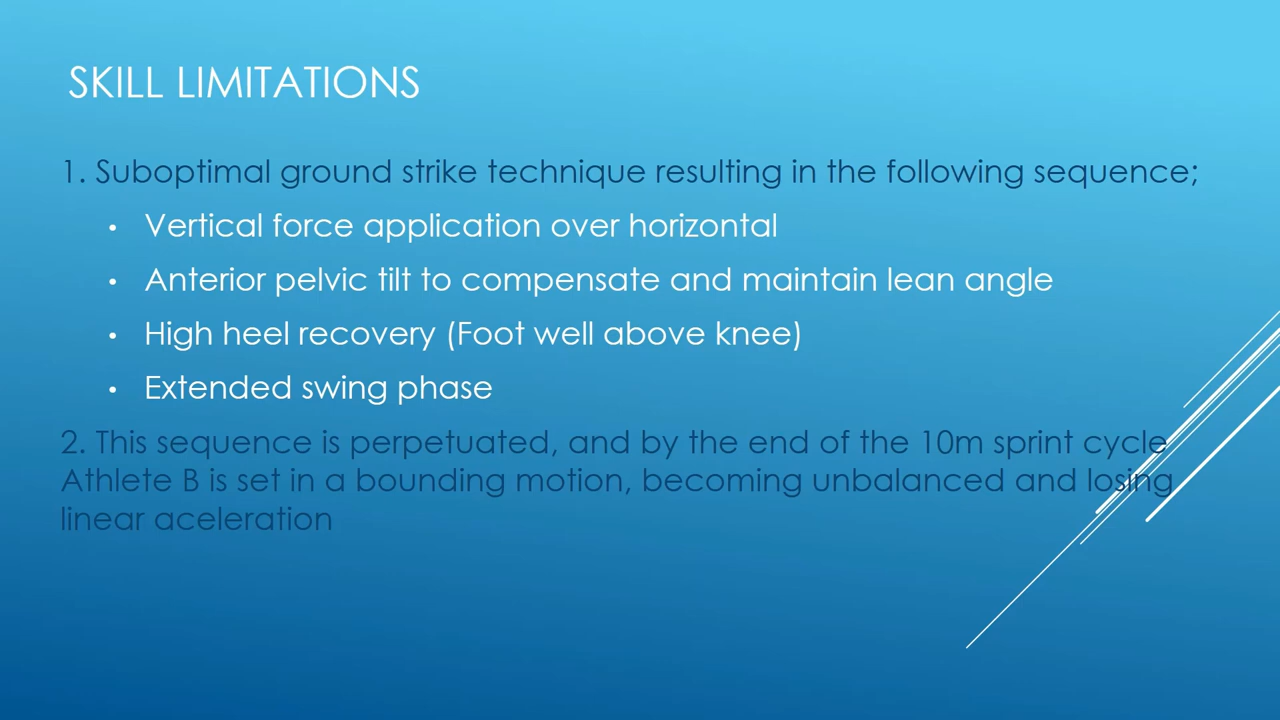 SKILL LIMITATIONS
1. Suboptimal ground strike technique resulting in the following sequence;
• Vertical force application over horizontal
• Anterior pelvic tilt to compensate and maintain lean angle
• High heel recovery (Foot well above knee)
• Extended swing phase
2. This sequence is perpetuated, and by the end of the 10m sprint cycle
Athlete B is set in a bounding motion, becoming unbalanced and losing
linear aceleration